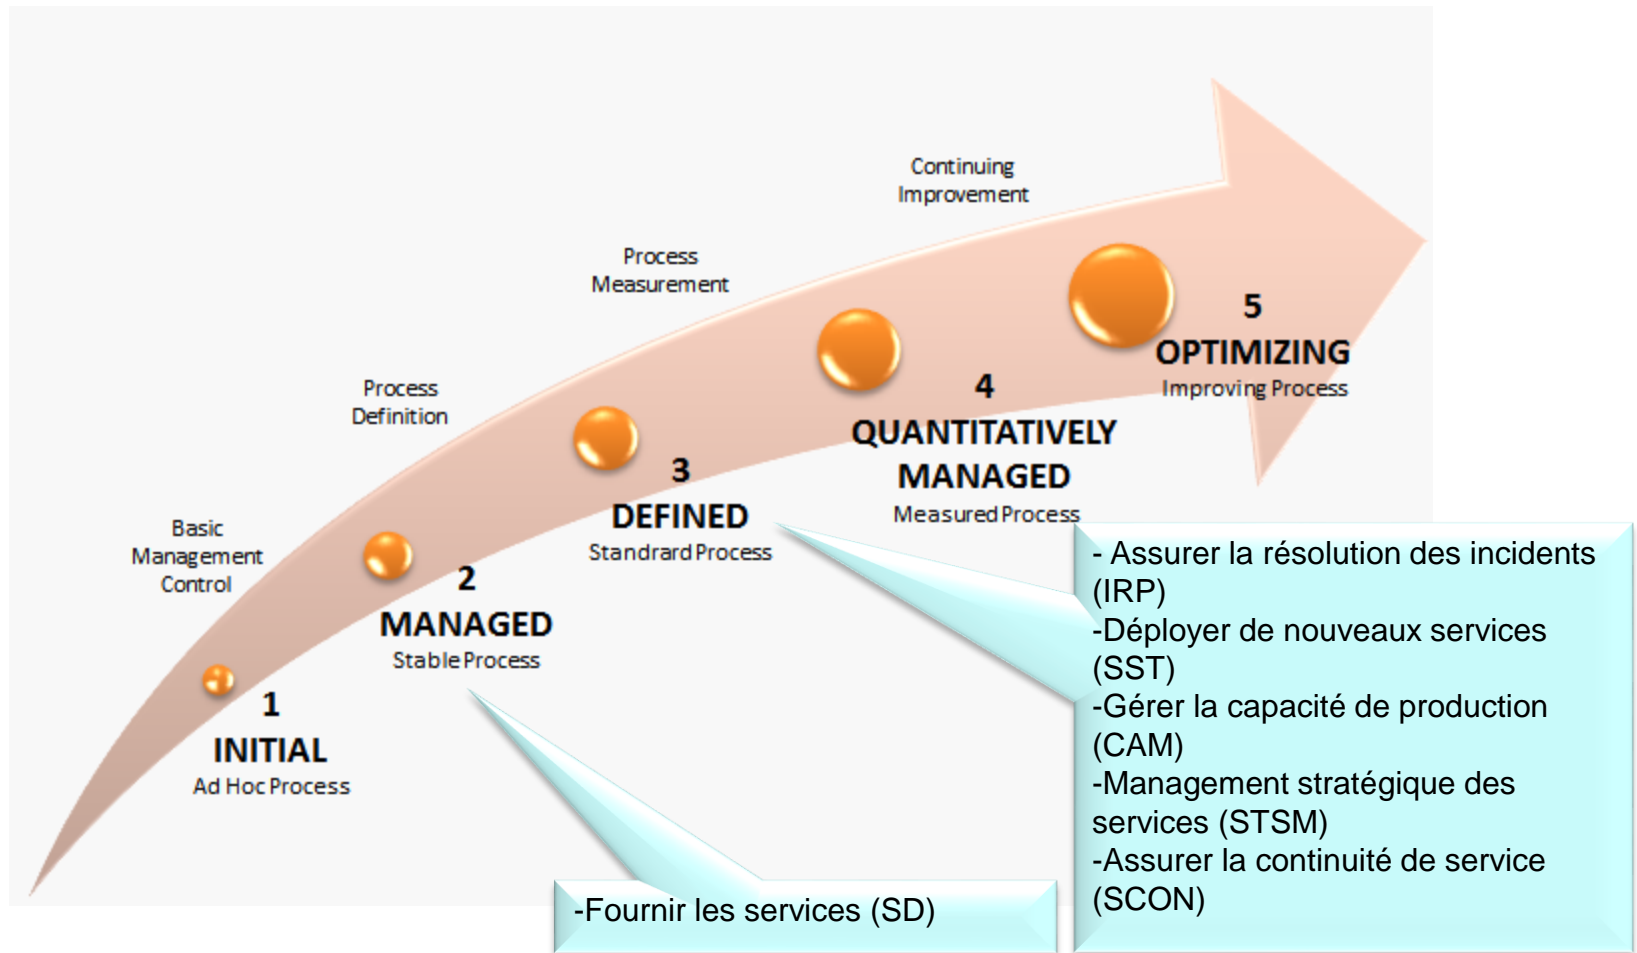 Continuing
Improvement
Process
Measurement
Process
Definition
Basic
Management
Control
1
INITIAL
Ad Hoc Process
2
MANAGED
Stable Process
3
DEFINED
Standrard Process
4
QUANTITATIVELY
MANAGED
Measured Process
5
OPTIMIZING
Improving Process
-Fournir les services (SD)
- Assurer la résolution des incidents
(IRP)
-Déployer de nouveaux services
(SST)
-Gérer la capacité de production
(CAM)
-Management stratégique des
services (STSM)
-Assurer la continuité de service
(SCON)